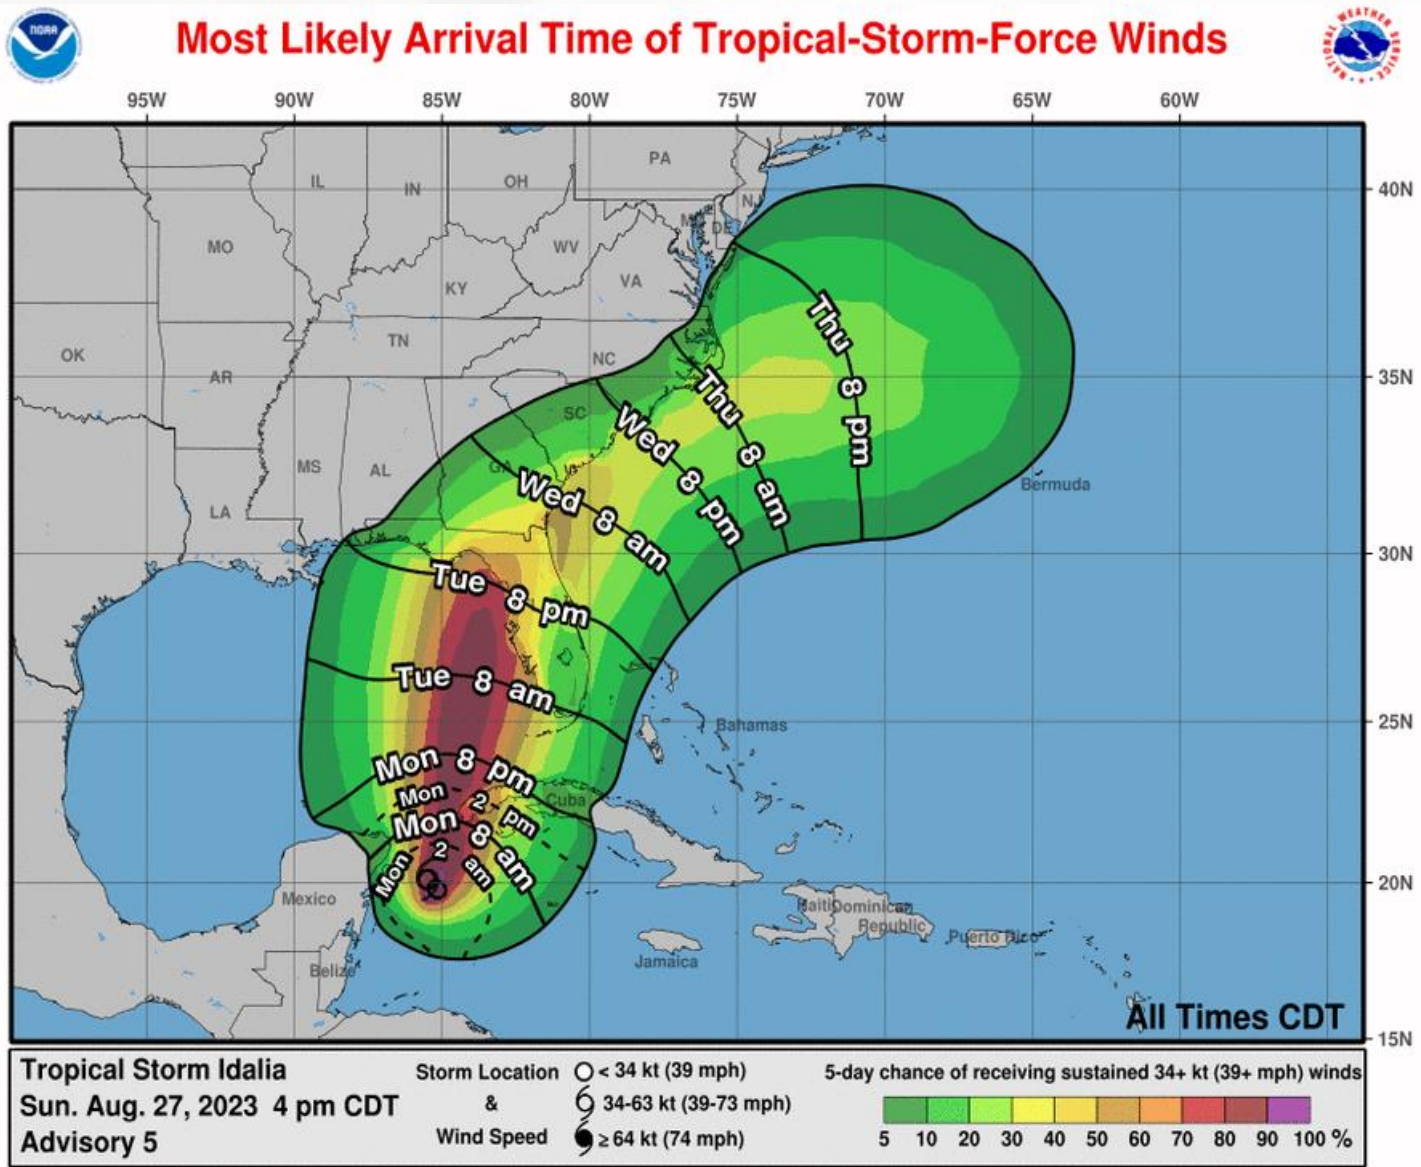 NOAA
Most Likely Arrival Time of Tropical-Storm-Force Winds
NATIONAL WEATHER SERVICE
95W 90W 85W 80W 75W 70W 65W 60W
PA
IL IN OH
NJ
MO
WV
DE
KY
VA
40N
OK
TN
NC
AR
35N
SC
MS AL GA
LA
Bermuda
30N
Thu 8 pm
Thu 8 am
Wed 8 pm
Wed 8 am
Tue 8 pm
Tue 8 am
Mon 8 pm
Mon 2 pm
Mon 8 am
Mon 2 am
Bahamas
25N
Cuba
20N
Mexico
Haiti Dominican
Republic
Puerto Rico
Belize
Jamaica
All Times CDT
15N
Tropical Storm Idalia
Sun. Aug. 27, 2023 4 pm CDT
Advisory 5
Storm Location
&
Wind Speed
< 34 kt (39 mph)
34-63 kt (39-73 mph)
≥ 64 kt (74 mph)
5-day chance of receiving sustained 34+ kt (39+ mph) winds
5 10 20 30 40 50 60 70 80 90 100 %